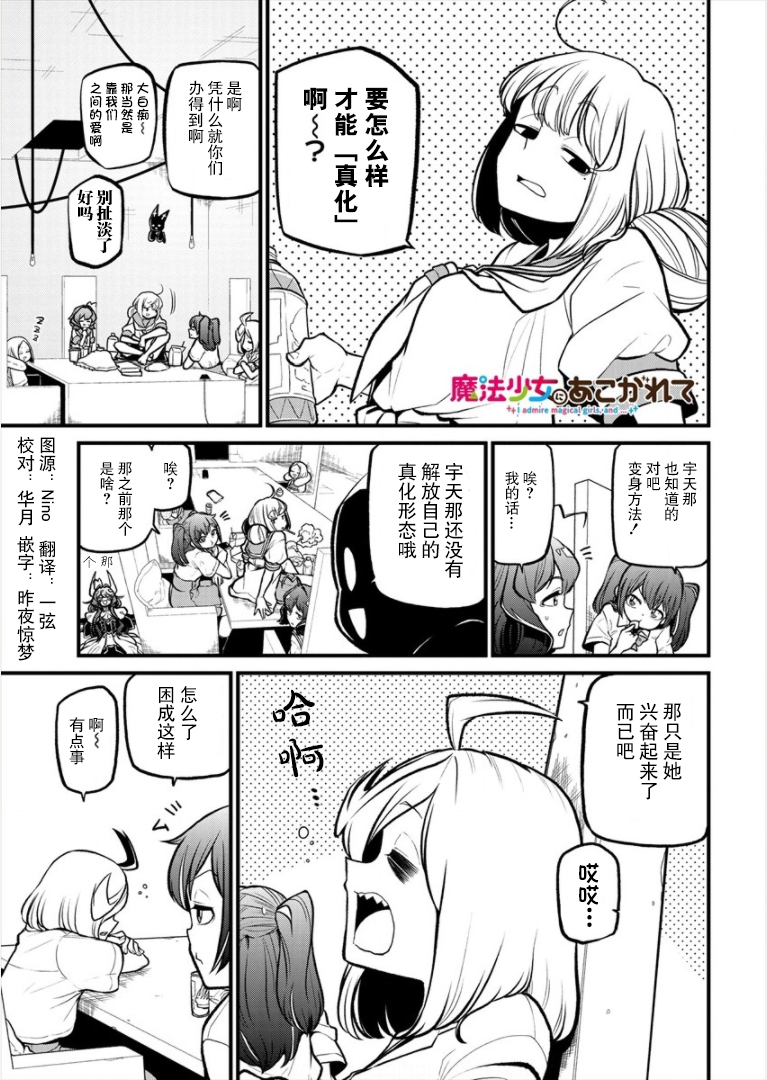 要怎么样
才能「真化」
啊～？
是啊
凭什么就你们
办得到啊
大白痴～
那当然是
靠我们
之间的爱啊
别扯淡了
好吗
zzz
魔法少女にあこがれて
I admire magical girls, and ...
宇天那
也知道的
对吧
变身方法！
唉？
我的话…
宇天那还没有
解放自己的
真化形态哦
唉？
那之前那个
是啥？
那个
图源：Nino 翻译：一弦
校对：华月 嵌字：昨夜惊梦
那只是她
兴奋起来了
而已吧
哎哎…
哈啊…
怎么了
困成这样
啊～
有点事